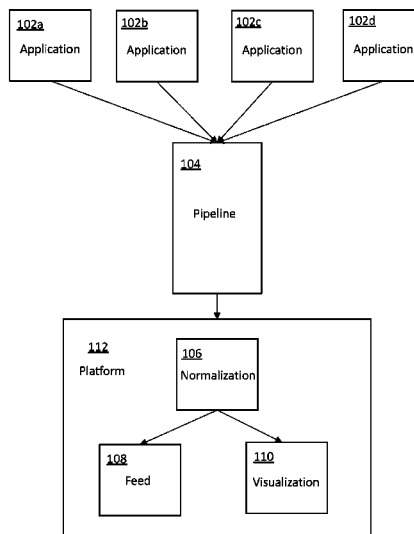 102a
Application
102b
Application
102c
Application
102d
Application
104
Pipeline
112
Platform
106
Normalization
108
Feed
110
Visualization